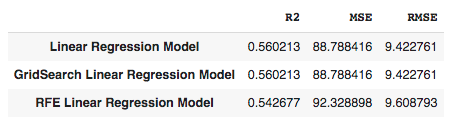 R2 MSE RMSE
Linear Regression Model 0.560213 88.788416 9.422761
GridSearch Linear Regression Model 0.560213 88.788416 9.422761
RFE Linear Regression Model 0.542677 92.328898 9.608793